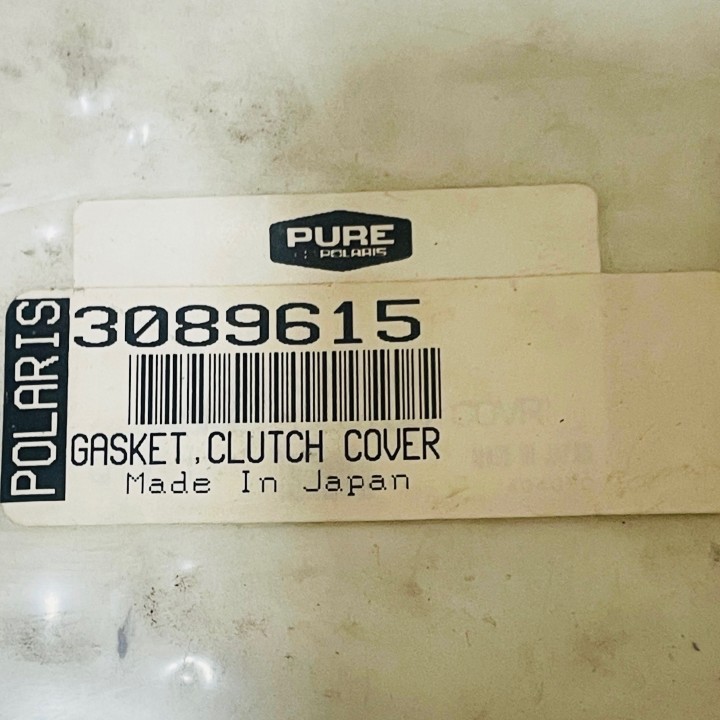 PURE
POLARIS
POLARIS
3089615
GASKET,CLUTCH COVER
Made In Japan